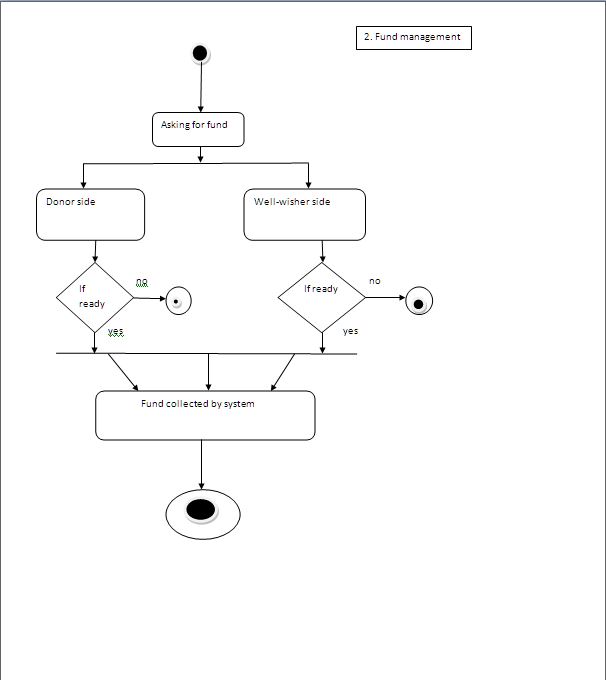 2. Fund management
Asking for fund
Donor side
Well-wisher side
If
ready
no
If ready
no
yes
yes
Fund collected by system